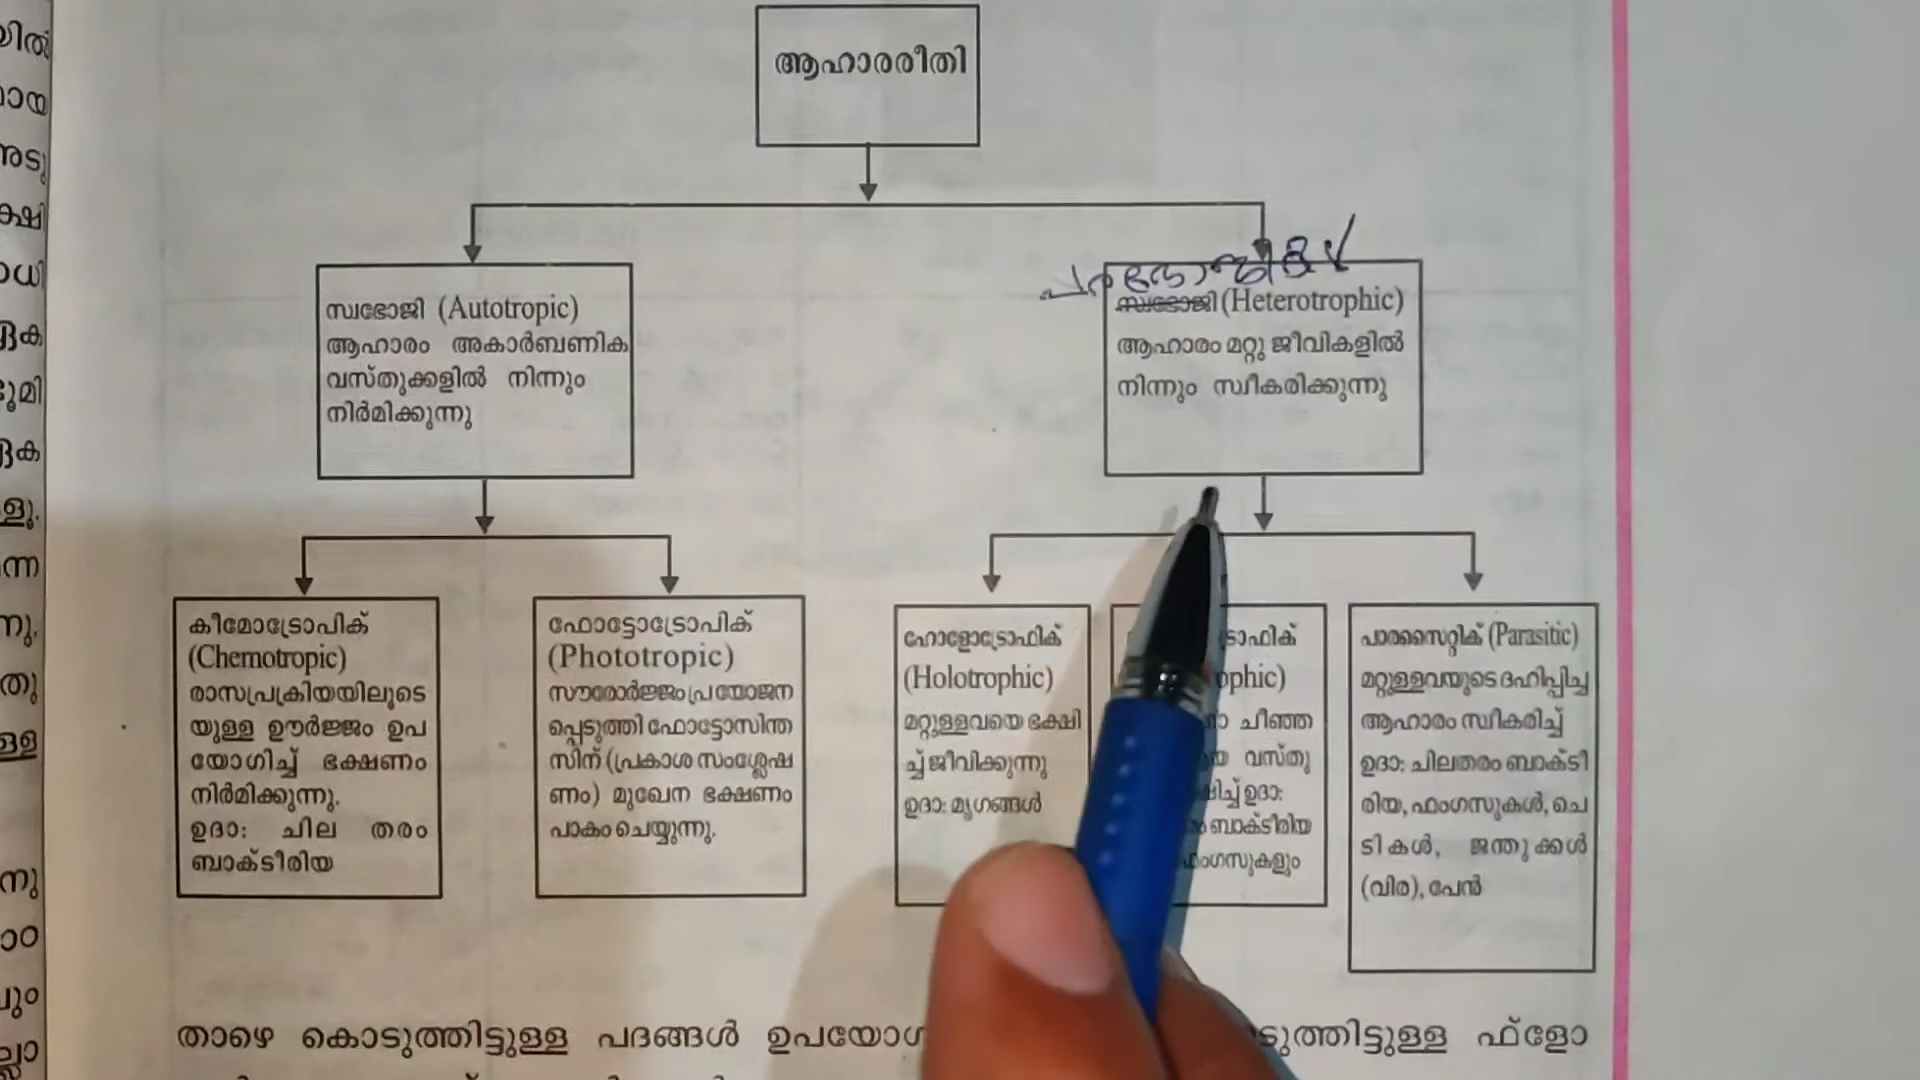 ആഹാരരീതി
പരഭോജികൾ
സ്വഭോജി (Autotropic)
ആഹാരം അകാർബണിക
വസ്തുക്കളിൽ നിന്നും
നിർമിക്കുന്നു
സ്വഭോജി (Heterotrophic)
ആഹാരം മറ്റു ജീവികളിൽ
നിന്നും സ്വീകരിക്കുന്നു
കീമോട്രോപിക്
(Chemotropic)
രാസപ്രക്രിയയിലൂടെ
യുള്ള ഊർജ്ജം ഉപ
യോഗിച്ച് ഭക്ഷണം
നിർമിക്കുന്നു.
ഉദാ: ചില തരം
ബാക്ടീരിയ
ഫോട്ടോട്രോപിക്
(Phototropic)
സൗരോർജ്ജം പ്രയോജന
പ്പെടുത്തി ഫോട്ടോസിന്ത
സിസ് (പ്രകാശ സംശ്ലേഷ
ണം) മുഖേന ഭക്ഷണം
പാകം ചെയ്യുന്നു.
ഹോളോട്രോഫിക്
(Holotrophic)
മറ്റുള്ളവയെ ഭക്ഷി
ച്ച് ജീവിക്കുന്നു
ഉദാ: മൃഗങ്ങൾ
ചീഞ്ഞ
വസ്തു
ഉദാ:
ബാക്ടീരിയ
ഫംഗസുകളും
പാരസൈറ്റിക് (Parasitic)
മറ്റുള്ളവയുടെ ദഹിപ്പിച്ച
ആഹാരം സ്വീകരിച്ച്
ഉദാ: ചിലതരം ബാക്ടീ
രിയ, ഫംഗസുകൾ, ചെ
ടികൾ, ജന്തുക്കൾ
(വിര), പേൻ
താഴെ കൊടുത്തിട്ടുള്ള പദങ്ങൾ ഫ്ളോ